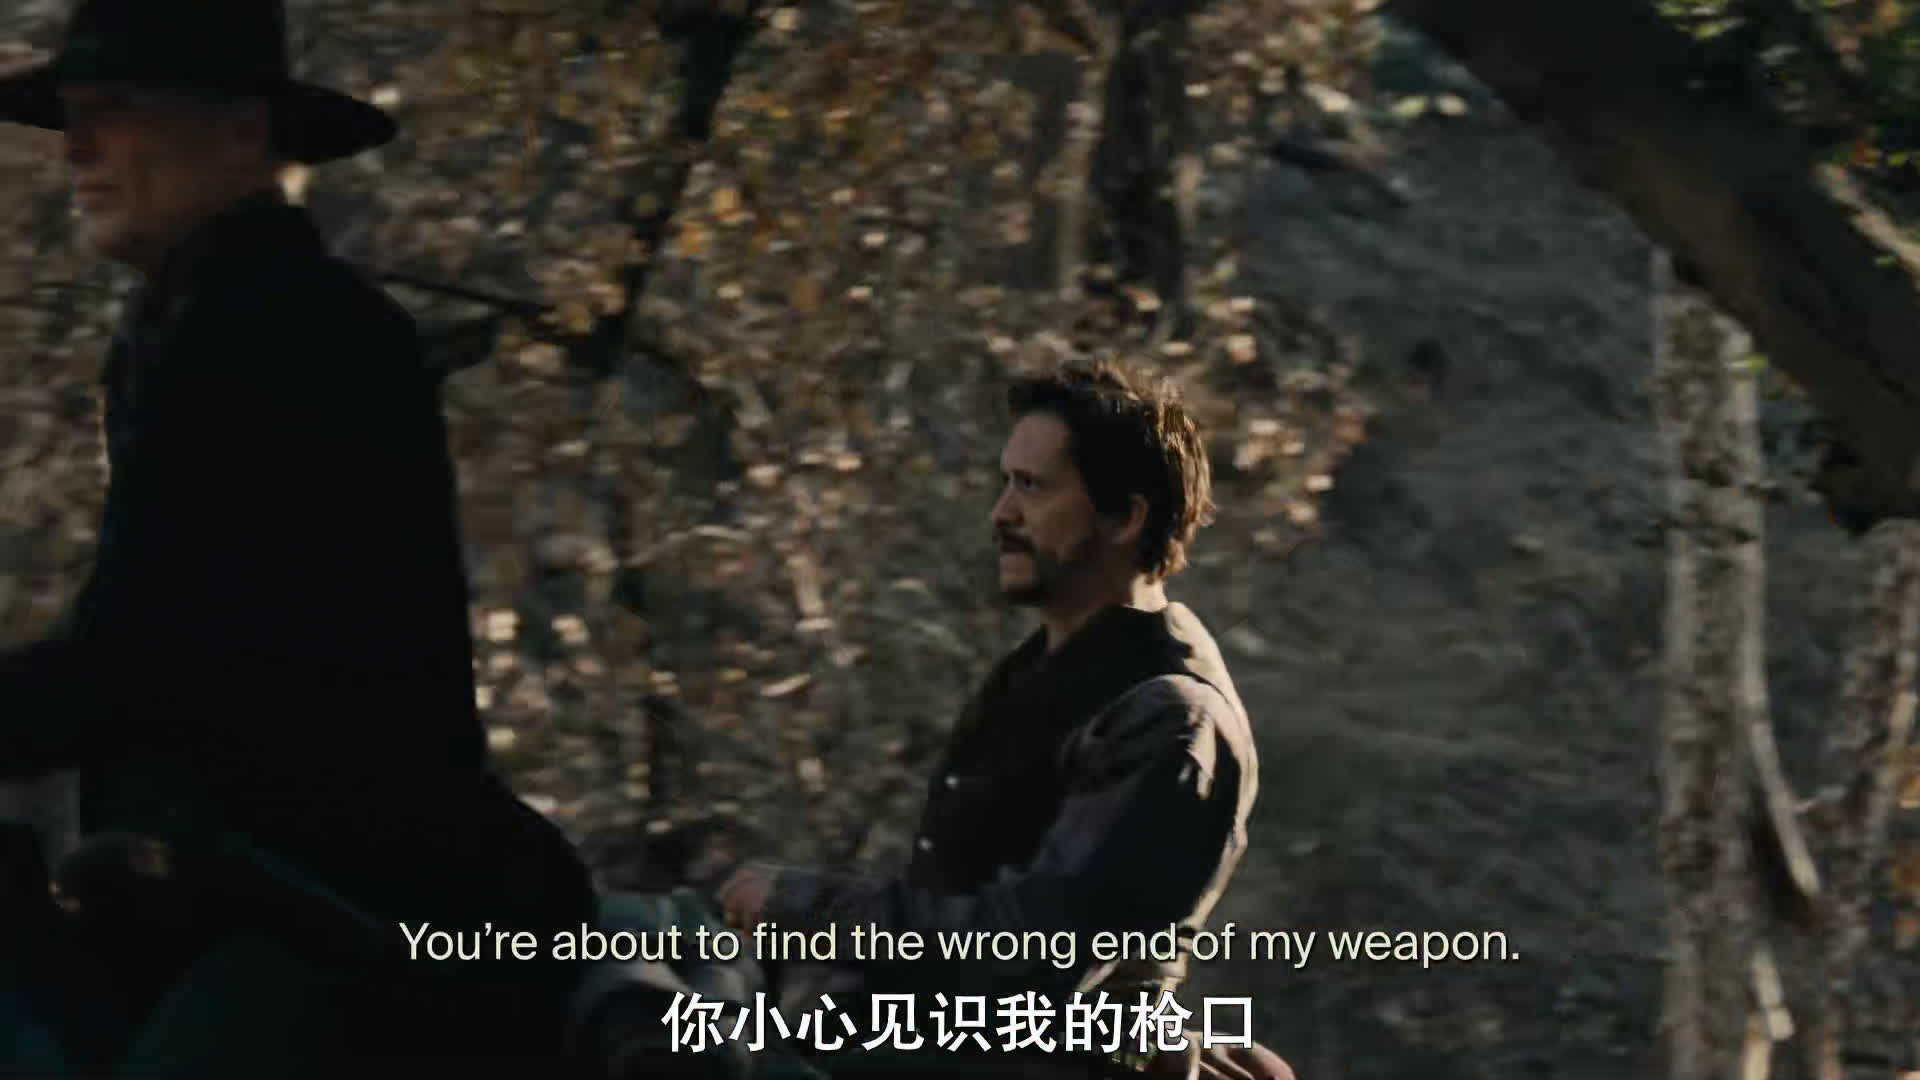 You’re about to find the wrong end of my weapon.
你小心见识我的枪口